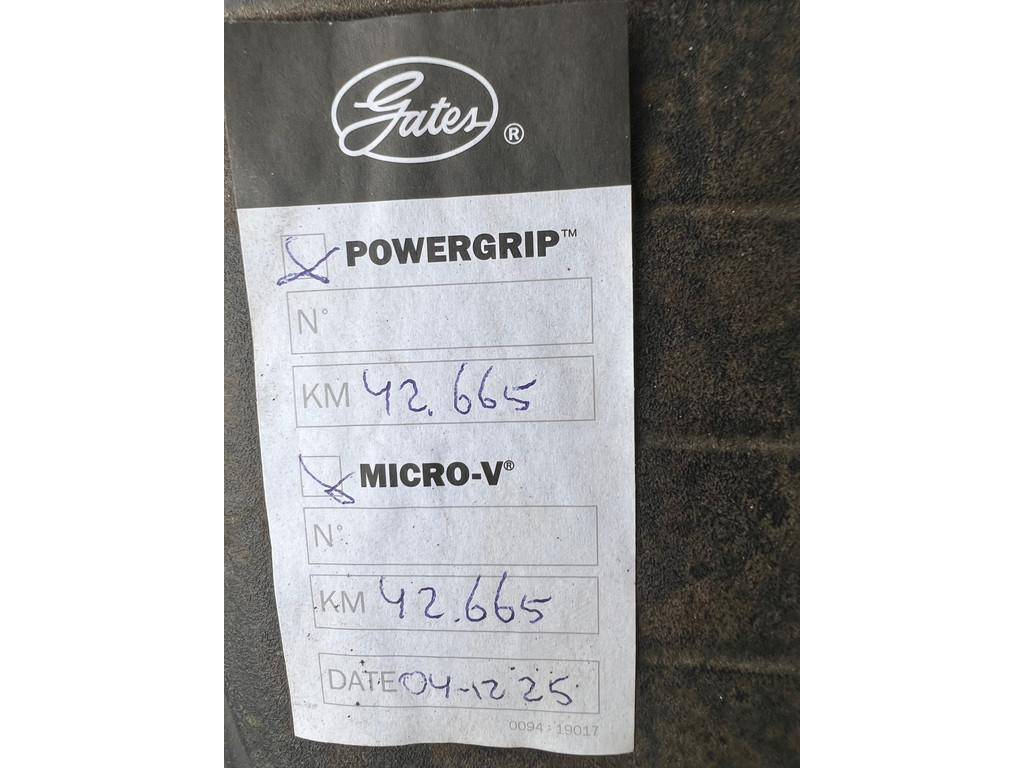 Gates®
POWERGRIP™
N°
KM 42.665
MICRO-V®
N°
KM 42.665
DATE 04-12 25
0094 : 19017